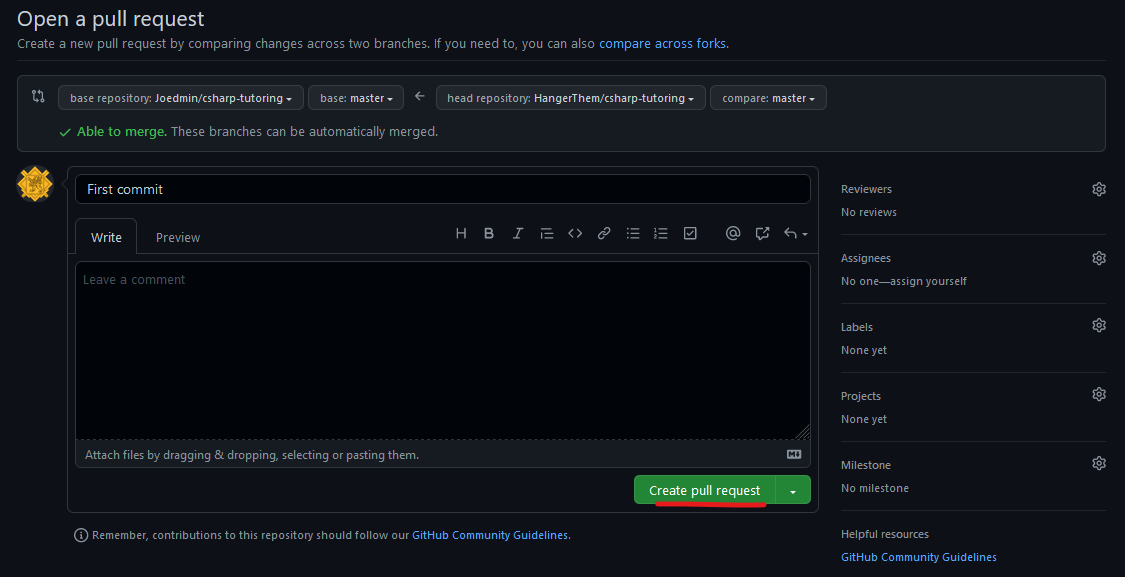 Open a pull request
Create a new pull request by comparing changes across two branches. If you need to, you can also compare across forks.
base repository: Joedmin/csharp-tutoring base: master head repository: HangerThem/csharp-tutoring compare: master
Able to merge. These branches can be automatically merged.
First commit
Write Preview H B I
Leave a comment
Attach files by dragging & dropping, selecting or pasting them.
Create pull request
Remember, contributions to this repository should follow our GitHub Community Guidelines.
Reviewers
No reviews
Assignees
No one—assign yourself
Labels
None yet
Projects
None yet
Milestone
No milestone
Helpful resources
GitHub Community Guidelines